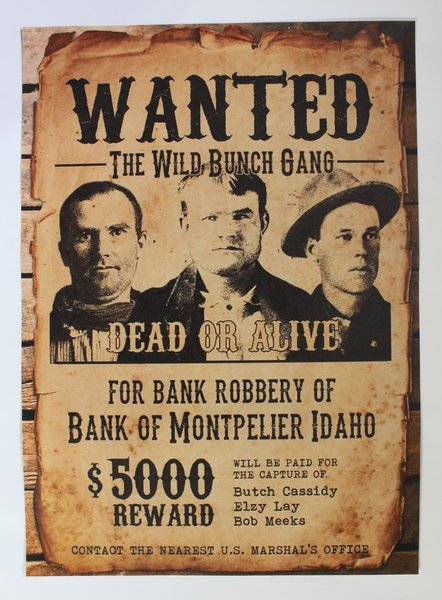 WANTED
THE WILD BUNCH GANG
DEAD OR ALIVE
FOR BANK ROBBERY OF
BANK OF MONTPELIER IDAHO
$5000
REWARD
WILL BE PAID FOR
THE CAPTURE OF
Butch Cassidy
Elzy Lay
Bob Meeks
CONTACT THE NEAREST U.S. MARSHAL'S OFFICE